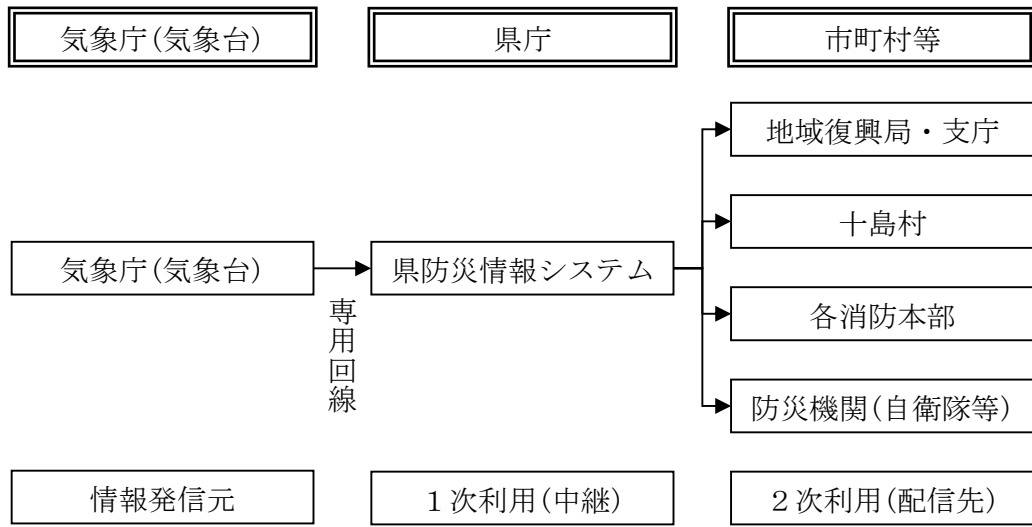 気象庁(気象台)
県庁
市町村等
地域復興局・支庁
十島村
気象庁(気象台)
県防災情報システム
専用回線
各消防本部
防災機関(自衛隊等)
情報発信元
1次利用(中継)
2次利用(配信先)